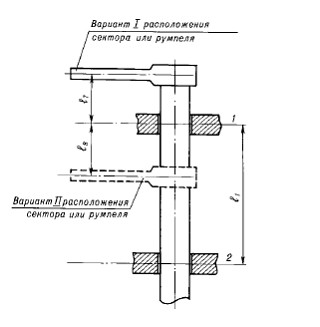 Вариант I расположения
сектора или румпеля
l7
1
l8
l1
Вариант II расположения
сектора или румпеля
2